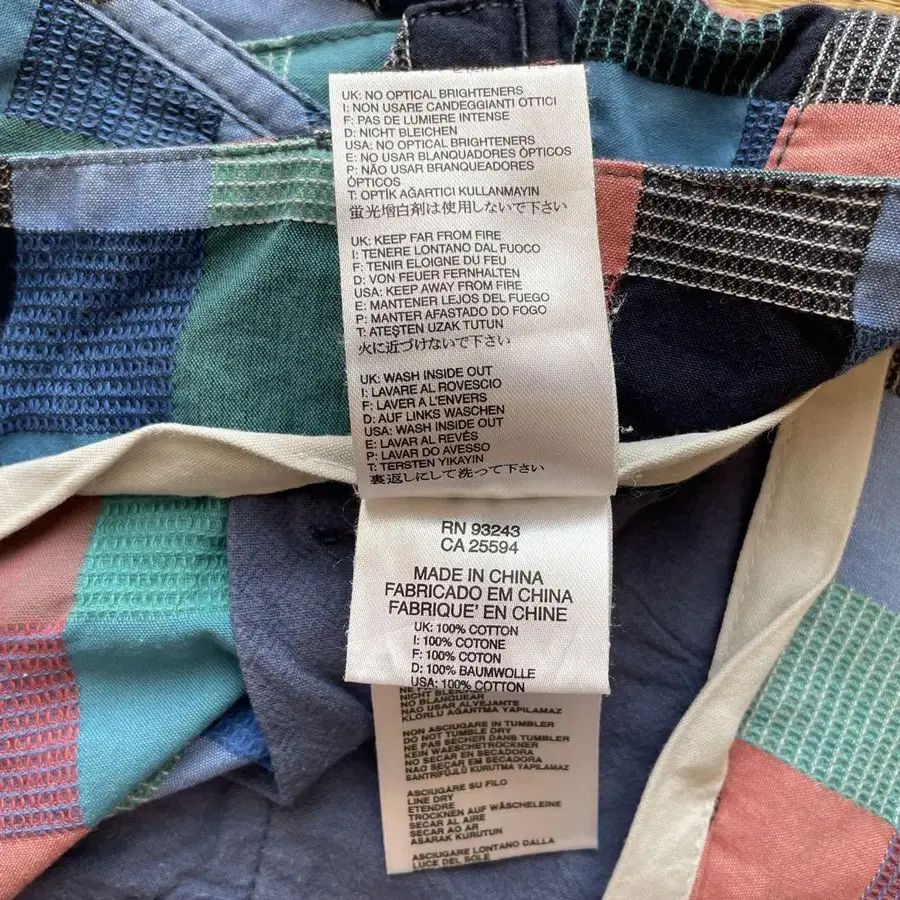 UK: NO OPTICAL BRIGHTENERS
I: NON USARE CANDEGGIANTI OTTICI
F: PAS DE LUMIERE INTENSE
D: NICHT BLEICHEN
USA: NO OPTICAL BRIGHTENERS
E: NO USAR BLANQUADORES ÓPTICOS
P: NÃO USAR BRANQUEADORES
ÓPTICOS
T: OPTİK AĞARTICI KULLANMAYIN
蛍光増白剤は使用しないで下さい
UK: KEEP FAR FROM FIRE
I: TENERE LONTANO DAL FUOCO
F: TENIR ELOIGNE DU FEU
D: VON FEUER FERNHALTEN
USA: KEEP AWAY FROM FIRE
E: MANTENER LEJOS DEL FUEGO
P: MANTER AFASTADO DO FOGO
T: ATEŞTEN UZAK TUTUN
火に近づけないで下さい
UK: WASH INSIDE OUT
I: LAVARE AL ROVESCIO
F: LAVER A L'ENVERS
D: AUF LINKS WASCHEN
USA: WASH INSIDE OUT
E: LAVAR AL REVÉS
P: LAVAR DO AVESSO
T: TERSTEN YIKAYIN
裏返しにして洗って下さい
RN 93243
CA 25594
MADE IN CHINA
FABRICADO EM CHINA
FABRIQUE' EN CHINE
UK: 100% COTTON
I: 100% COTONE
F: 100% COTON
D: 100% BAUMWOLLE
USA: 100% COTTON
NICHT BLEICHEN
NO BLANQUEAR
NAO USAR ALVEJANTE
KLORLU AĞARTMA YAPILAMAZ
NON ASCIUGARE IN TUMBLER
DO NOT TUMBLE DRY
NE PAS SECHER DANS TUMBLER
KEIN WAESCHETROCKNER
NO SECAR EN SECADORA
NAO SECAR EM SECADORA
SANTRIFÜJLÜ KURUTMA YAPILAMAZ
ASCIUGARE SU FILO
LINE DRY
ETENDRE
TROCKNEN AUF WÄSCHELEINE
SECAR AL AIRE
SECAR AO AR
ASARAK KURUTUN
ASCIUGARE LONTANO DALLA
LUCE DEL SOLE